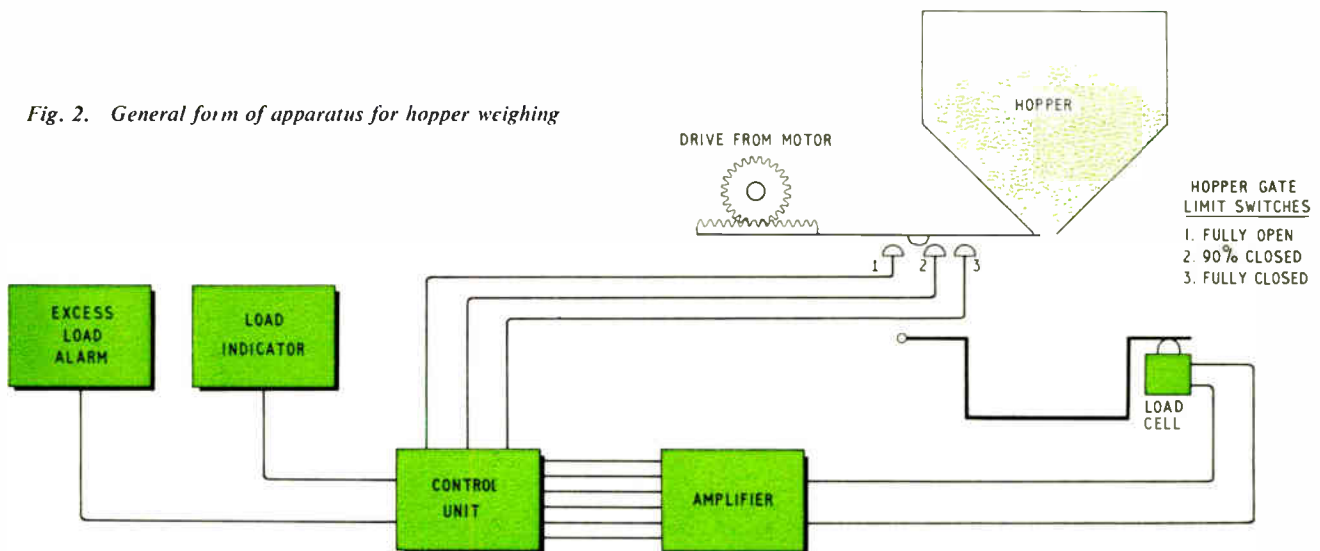 Fig. 2. General form of apparatus for hopper weighing
HOPPER
DRIVE FROM MOTOR
HOPPER GATE
LIMIT SWITCHES
1. FULLY OPEN
2. 90% CLOSED
3. FULLY CLOSED
1 2 3
EXCESS
LOAD
ALARM
LOAD
INDICATOR
LOAD
CELL
CONTROL
UNIT
AMPLIFIER